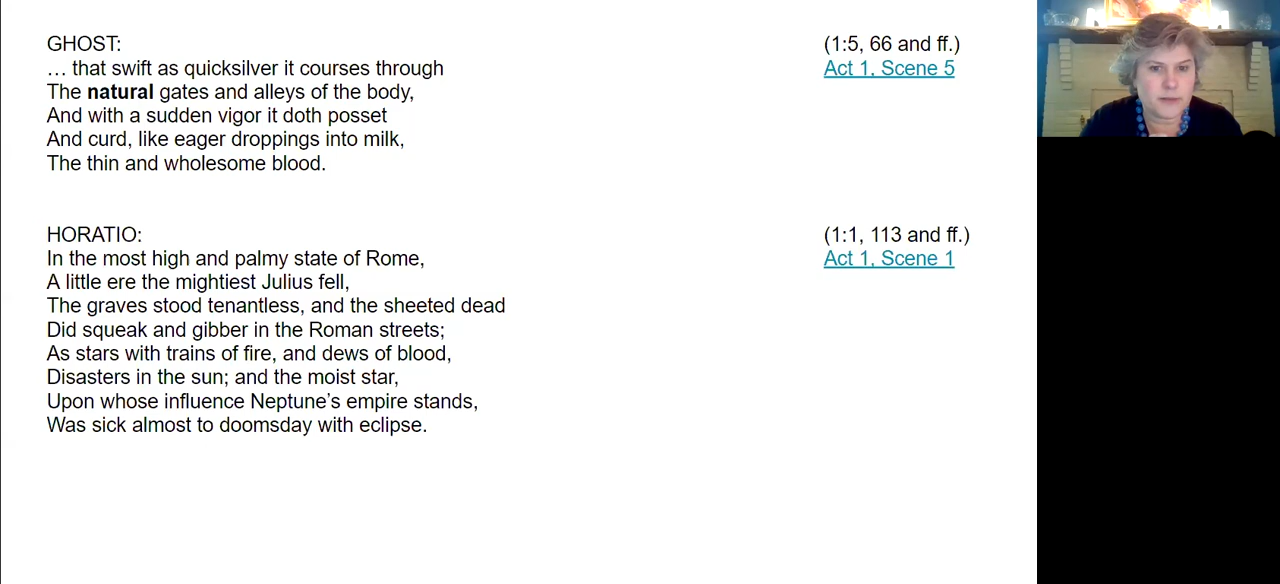 GHOST:
(1:5, 66 and ff.)
… that swift as quicksilver it courses through
Act 1, Scene 5
The natural gates and alleys of the body,
And with a sudden vigor it doth posset
And curd, like eager droppings into milk,
The thin and wholesome blood.
HORATIO:
(1:1, 113 and ff.)
In the most high and palmy state of Rome,
Act 1, Scene 1
A little ere the mightiest Julius fell,
The graves stood tenantless, and the sheeted dead
Did squeak and gibber in the Roman streets;
As stars with trains of fire, and dews of blood,
Disasters in the sun; and the moist star,
Upon whose influence Neptune’s empire stands,
Was sick almost to doomsday with eclipse.